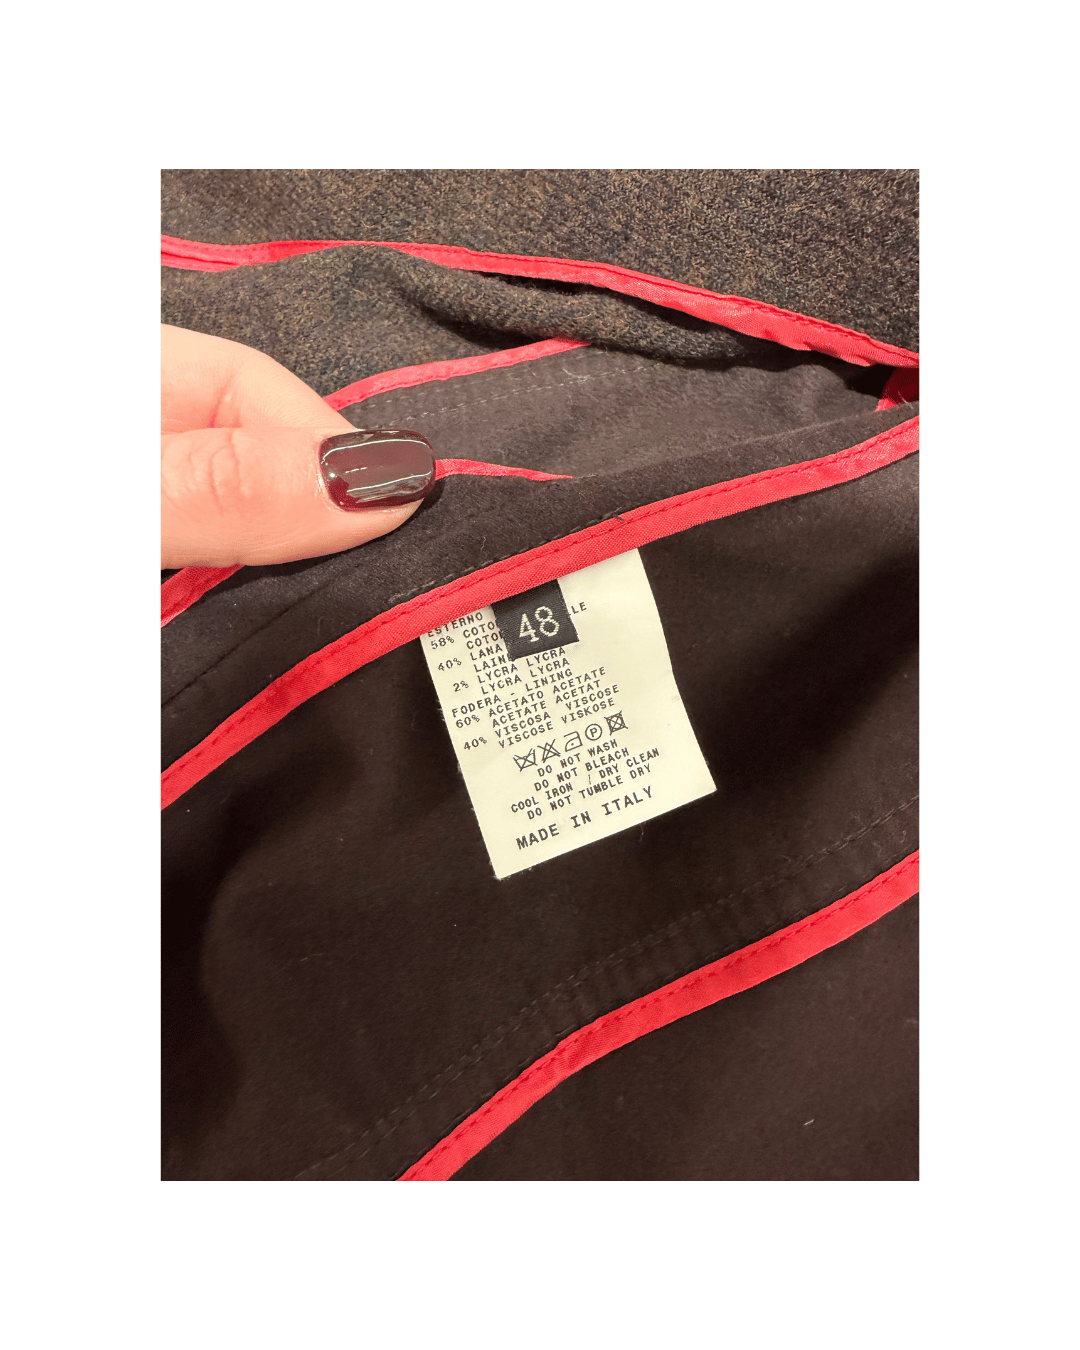 48
ESTERNO
58% COTO
COTO
40% LANA
LAIN
2% LYCRA LYCRA
LYCRA LYCRA
FODERA - LINING
60% ACETATO ACETATE
ACETATE ACETAT
40% VISCOSA VISCOSE
VISCOSE VISKOSE
P
DO NOT WASH
DO NOT BLEACH
COOL IRON / DRY CLEAN
DO NOT TUMBLE DRY
MADE IN ITALY